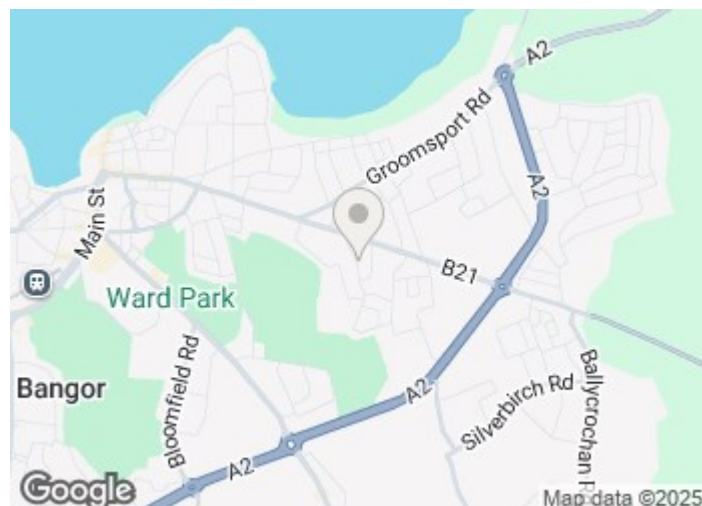 A2
Groomsport Rd
A2
Main St
B21
Ward Park
Bloomfield Rd
Bangor
A2
Silverbirch Rd
Ballycrochan R
A2
Google
Map data ©2025